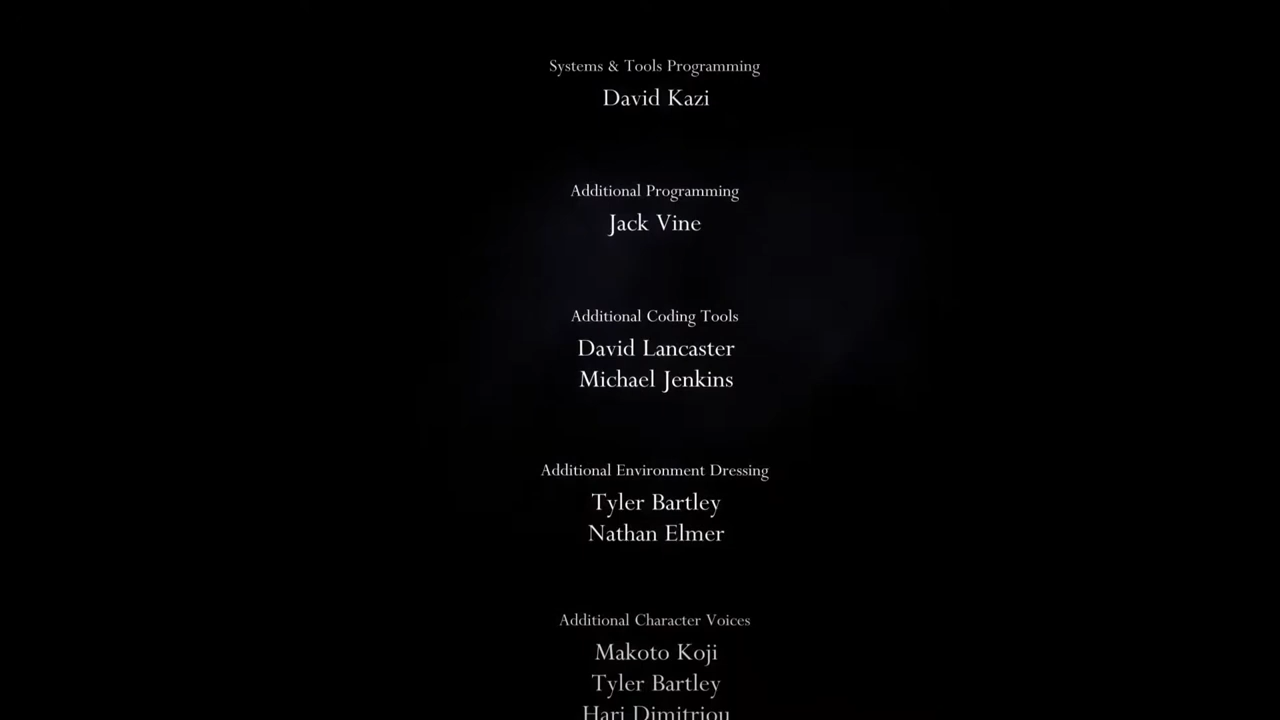 Systems & Tools Programming
David Kazi
Additional Programming
Jack Vine
Additional Coding Tools
David Lancaster
Michael Jenkins
Additional Environment Dressing
Tyler Bartley
Nathan Elmer
Additional Character Voices
Makoto Koji
Tyler Bartley
Hari Dimitriou